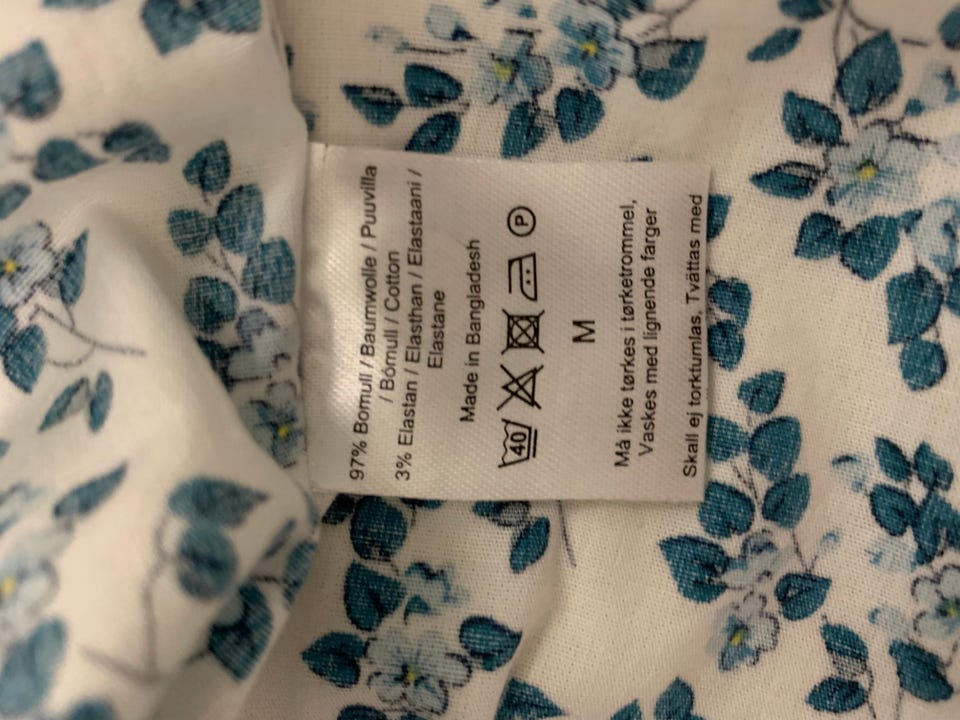 97% Bomull / Baumwolle / Puuvilla
/ Bómull / Cotton
3% Elastan / Elasthan / Elastaani /
Elastane
Made in Bangladesh
40 P
M
Må ikke tørkes i tørketrommel,
Vaskes med lignende farger
Skall ej torktumlas, Tvättas med